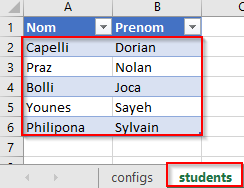 A B C
1 Nom Prenom
2 Capelli Dorian
3 Praz Nolan
4 Bolli Joca
5 Younes Sayeh
6 Philipona Sylvain
7
configs students